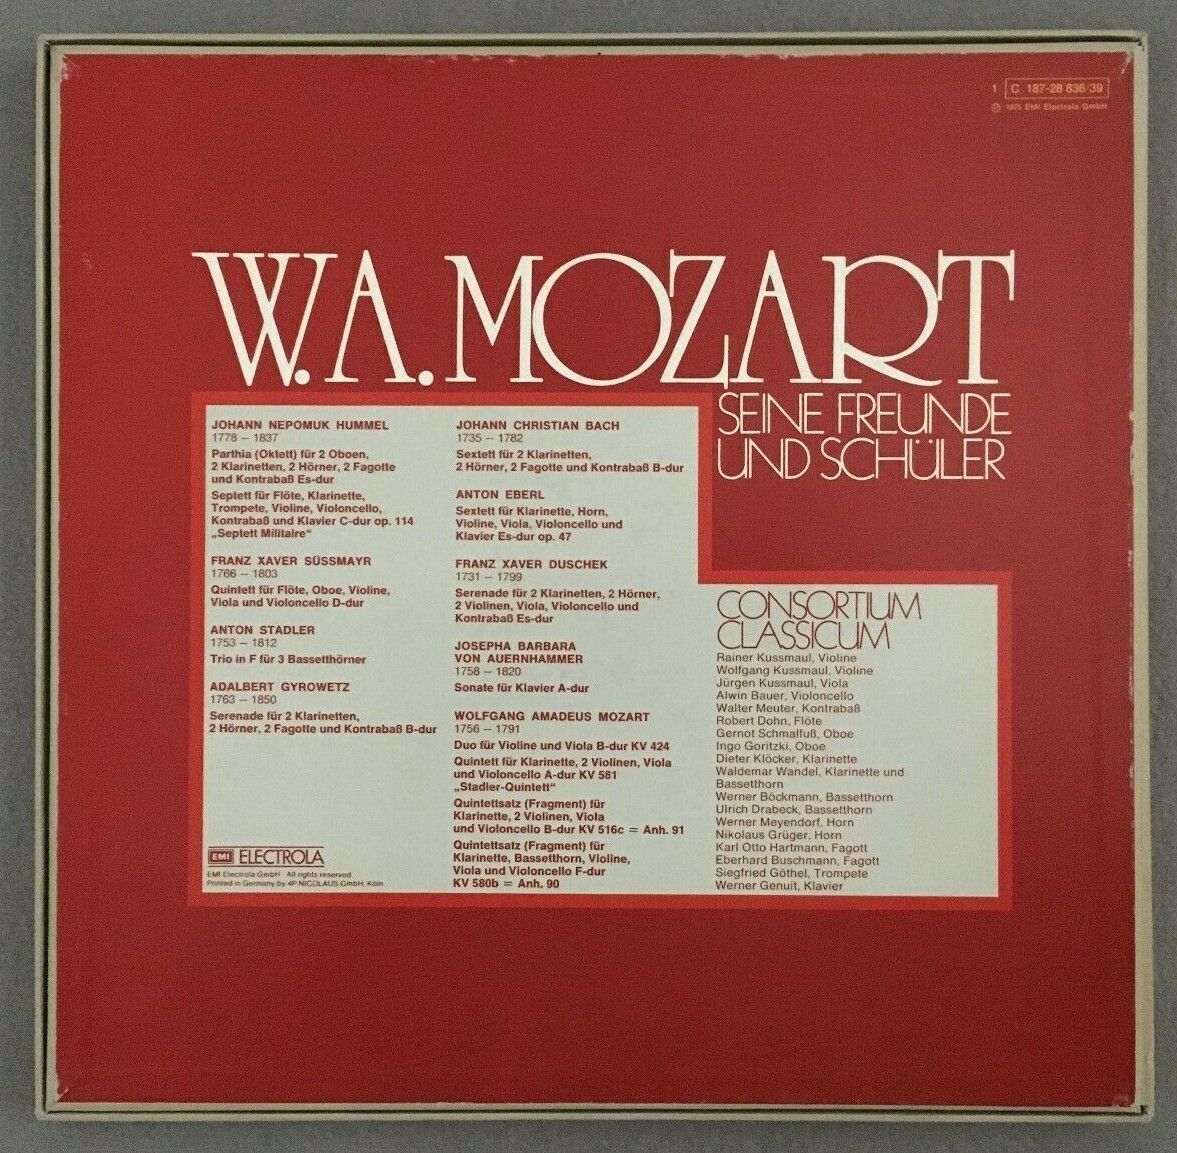 1 C 187-28 836/39
℗ 1975 EMI Electrola GmbH
W.A. MOZART
SEINE FREUNDE
UND SCHÜLER
JOHANN NEPOMUK HUMMEL
1778 – 1837
Parthia (Oktett) für 2 Oboen,
2 Klarinetten, 2 Hörner, 2 Fagotte
und Kontrabaß Es-dur
Septett für Flöte, Klarinette,
Trompete, Violine, Violoncello,
Kontrabaß und Klavier C-dur op. 114
„Septett Militaire“
FRANZ XAVER SÜSSMAYR
1766 – 1803
Quintett für Flöte, Oboe, Violine,
Viola und Violoncello D-dur
ANTON STADLER
1753 – 1812
Trio in F für 3 Bassetthörner
ADALBERT GYROWETZ
1763 – 1850
Serenade für 2 Klarinetten,
2 Hörner, 2 Fagotte und Kontrabaß B-dur
EMI ELECTROLA
EMI Electrola GmbH · All rights reserved
Printed in Germany by 4P NICOLAUS GmbH, Köln
JOHANN CHRISTIAN BACH
1735 – 1782
Sextett für 2 Klarinetten,
2 Hörner, 2 Fagotte und Kontrabaß B-dur
ANTON EBERL
Sextett für Klarinette, Horn,
Violine, Viola, Violoncello und
Klavier Es-dur op. 47
FRANZ XAVER DUSCHEK
1731 – 1799
Serenade für 2 Klarinetten, 2 Hörner,
2 Violinen, Viola, Violoncello und
Kontrabaß Es-dur
JOSEPHA BARBARA
VON AUERNHAMMER
1758 – 1820
Sonate für Klavier A-dur
WOLFGANG AMADEUS MOZART
1756 – 1791
Duo für Violine und Viola B-dur KV 424
Quintett für Klarinette, 2 Violinen, Viola
und Violoncello A-dur KV 581
„Stadler-Quintett“
Quintettsatz (Fragment) für
Klarinette, 2 Violinen, Viola
und Violoncello B-dur KV 516c = Anh. 91
Quintettsatz (Fragment) für
Klarinette, Bassetthorn, Violine,
Viola und Violoncello F-dur
KV 580b = Anh. 90
CONSORTIUM
CLASSICUM
Rainer Kussmaul, Violine
Wolfgang Kussmaul, Violine
Jürgen Kussmaul, Viola
Alwin Bauer, Violoncello
Walter Meuter, Kontrabaß
Robert Dohn, Flöte
Gernot Schmalfuß, Oboe
Ingo Goritzki, Oboe
Dieter Klöcker, Klarinette
Waldemar Wandel, Klarinette und
Bassetthorn
Werner Böckmann, Bassetthorn
Ulrich Drabeck, Bassetthorn
Werner Meyendorf, Horn
Nikolaus Grüger, Horn
Karl Otto Hartmann, Fagott
Eberhard Buschmann, Fagott
Siegfried Göthel, Trompete
Werner Genuit, Klavier